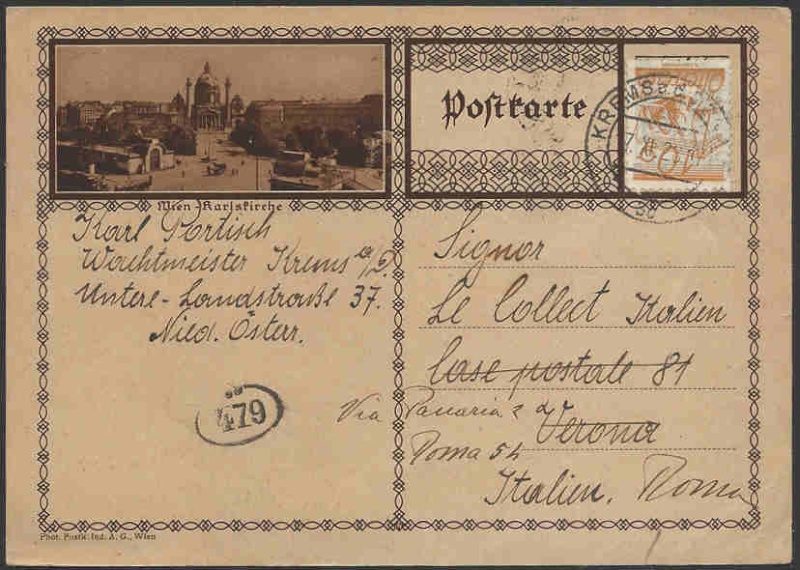 Postkarte
KREMS a.d.
Wien - Karlskirche
Karl Portisch
Wachtmeister Krems a/D.
Untere-Landstraße 37.
Nied. Österr.
479
Signor
Le Collect Italien
Case postale 81
Via
Verona
Roma 54
Italien. Roma
Phot. Postk. Ind. A. G., Wien